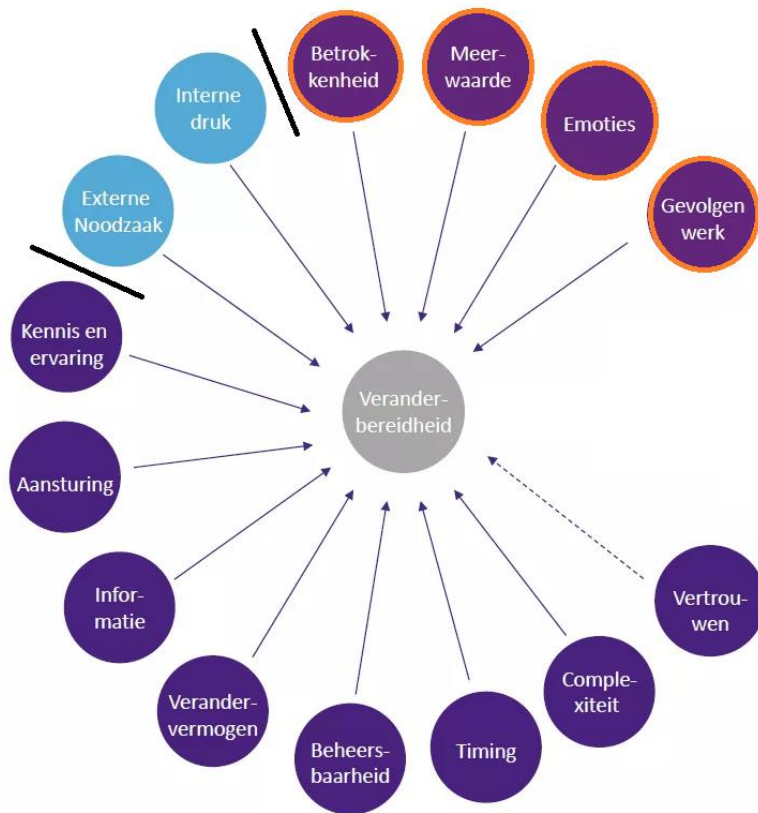 Betrok-
kenheid
Meer-
waarde
Emoties
Gevolgen
werk
Interne
druk
Externe
Noodzaak
Kennis en
ervaring
Aansturing
Infor-
matie
Verander-
vermogen
Beheers-
baarheid
Timing
Comple-
xiteit
Vertrou-
wen
Verander-
bereidheid